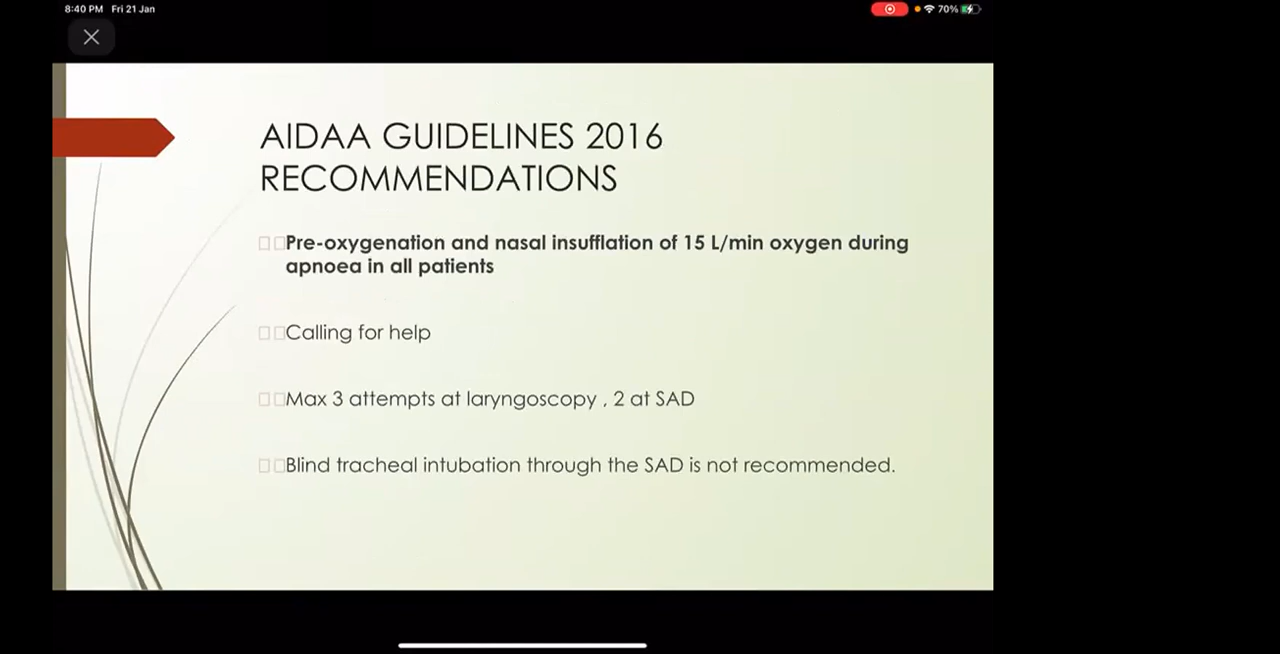 8:40 PM Fri 21 Jan
70%
AIDAA GUIDELINES 2016
RECOMMENDATIONS
Pre-oxygenation and nasal insufflation of 15 L/min oxygen during
apnoea in all patients
Calling for help
Max 3 attempts at laryngoscopy , 2 at SAD
Blind tracheal intubation through the SAD is not recommended.